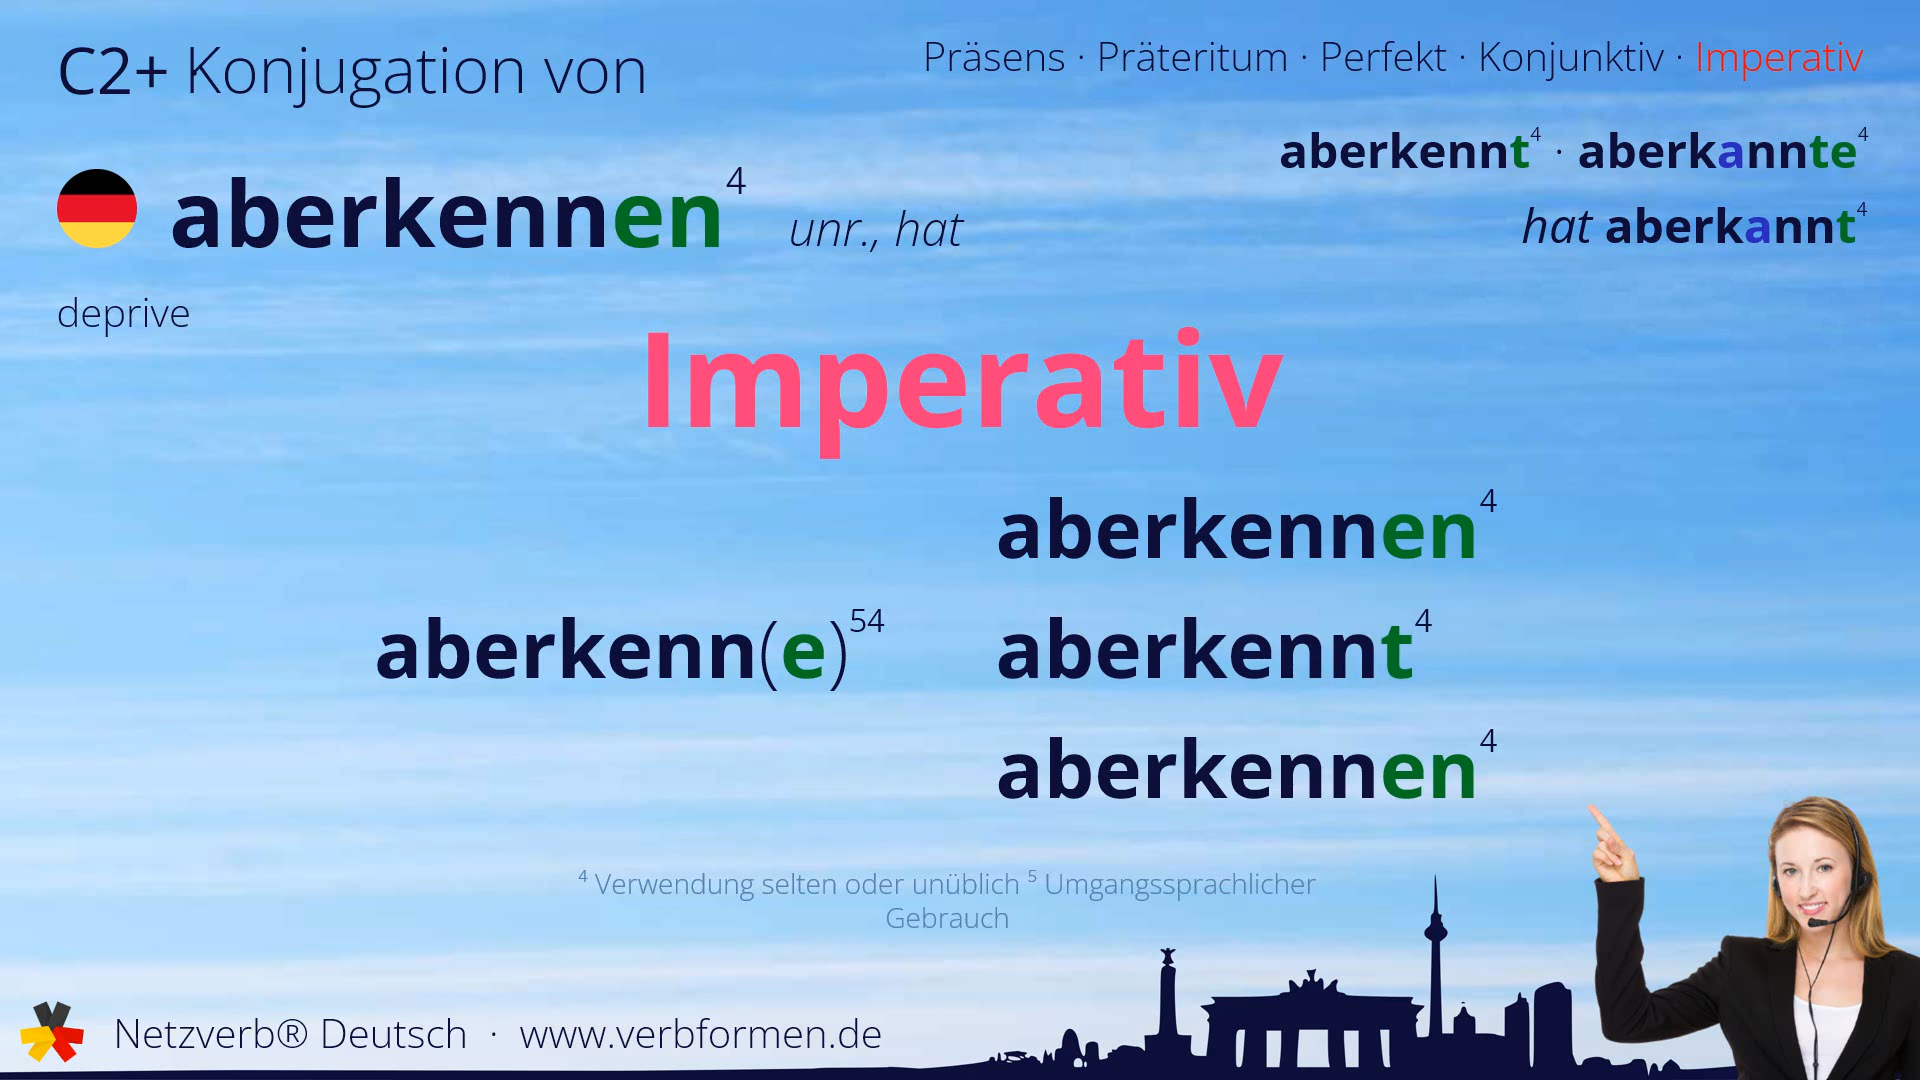 C2+ Konjugation von
Präsens · Präteritum · Perfekt · Konjunktiv · Imperativ
aberkennen⁴ unr., hat
aberkennt⁴ · aberkannte⁴
hat aberkannt⁴
deprive
Imperativ
aberkennen⁴
aberkenn(e)⁵⁴ aberkennt⁴
aberkennen⁴
⁴ Verwendung selten oder unüblich ⁵ Umgangssprachlicher
Gebrauch
Netzverb® Deutsch · www.verbformen.de